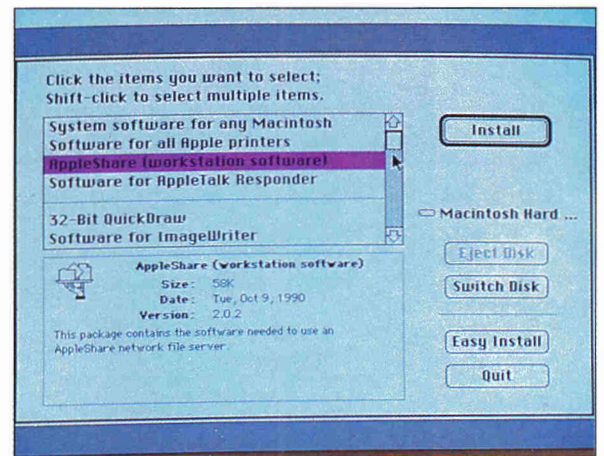 Click the items you want to select;
Shift-click to select multiple items.
System software for any Macintosh
Software for all Apple printers
AppleShare (workstation software)
Software for AppleTalk Responder
32-Bit QuickDraw
Software for ImageWriter
Install
Macintosh Hard ...
Eject Disk
Switch Disk
Easy Install
Quit
AppleShare (workstation software)
Size: 58K
Date: Tue, Oct 9, 1990
Version: 2.0.2
This package contains the software needed to use an
AppleShare network file server.